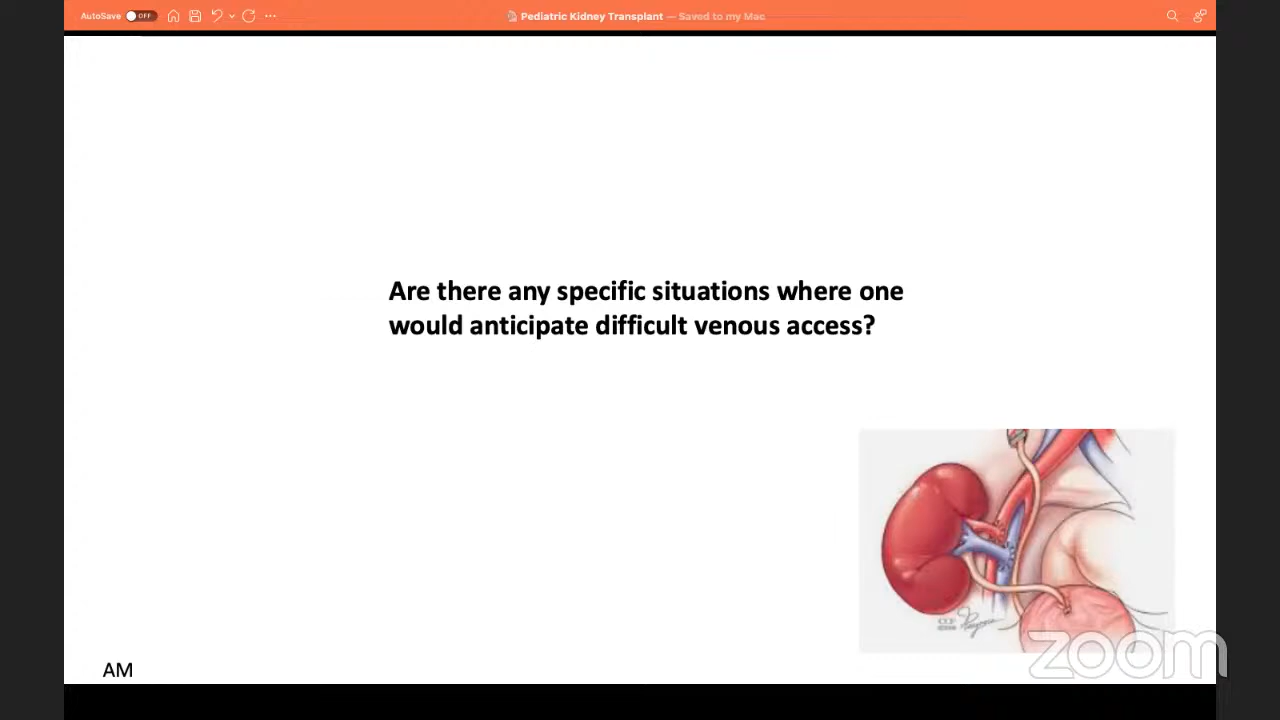 AutoSave OFF
Pediatric Kidney Transplant — Saved to my Mac
Are there any specific situations where one
would anticipate difficult venous access?
AM
zoom